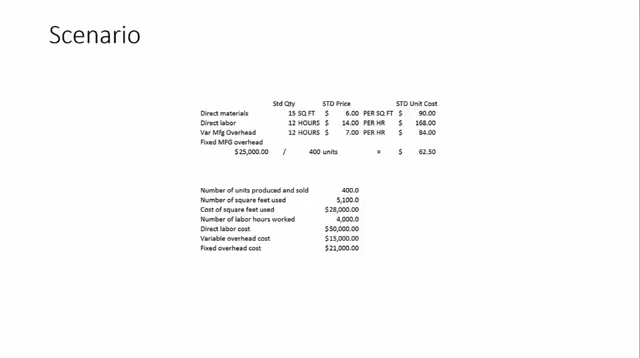 Scenario
Std Qty STD Price STD Unit Cost
Direct materials 15 SQ FT $ 6.00 PER SQ FT $ 90.00
Direct labor 12 HOURS $ 14.00 PER HR $ 168.00
Var Mfg Overhead 12 HOURS $ 7.00 PER HR $ 84.00
Fixed MFG overhead
$25,000.00 / 400 units = $ 62.50
Number of units produced and sold 400.0
Number of square feet used 5,100.0
Cost of square feet used $28,000.00
Number of labor hours worked 4,000.0
Direct labor cost $50,000.00
Variable overhead cost $15,000.00
Fixed overhead cost $21,000.00